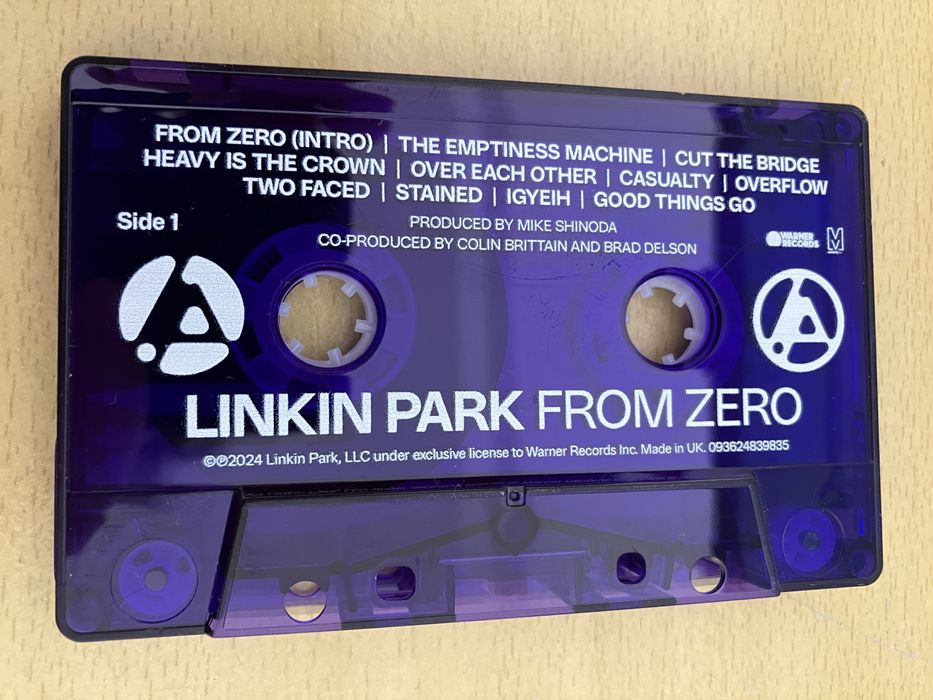 FROM ZERO (INTRO) | THE EMPTINESS MACHINE | CUT THE BRIDGE
HEAVY IS THE CROWN | OVER EACH OTHER | CASUALTY | OVERFLOW
TWO FACED | STAINED | IGYEIH | GOOD THINGS GO
Side 1
PRODUCED BY MIKE SHINODA
CO-PRODUCED BY COLIN BRITTAIN AND BRAD DELSON
WARNER
RECORDS
LINKIN PARK FROM ZERO
©℗2024 Linkin Park, LLC under exclusive license to Warner Records Inc. Made in UK. 093624839835